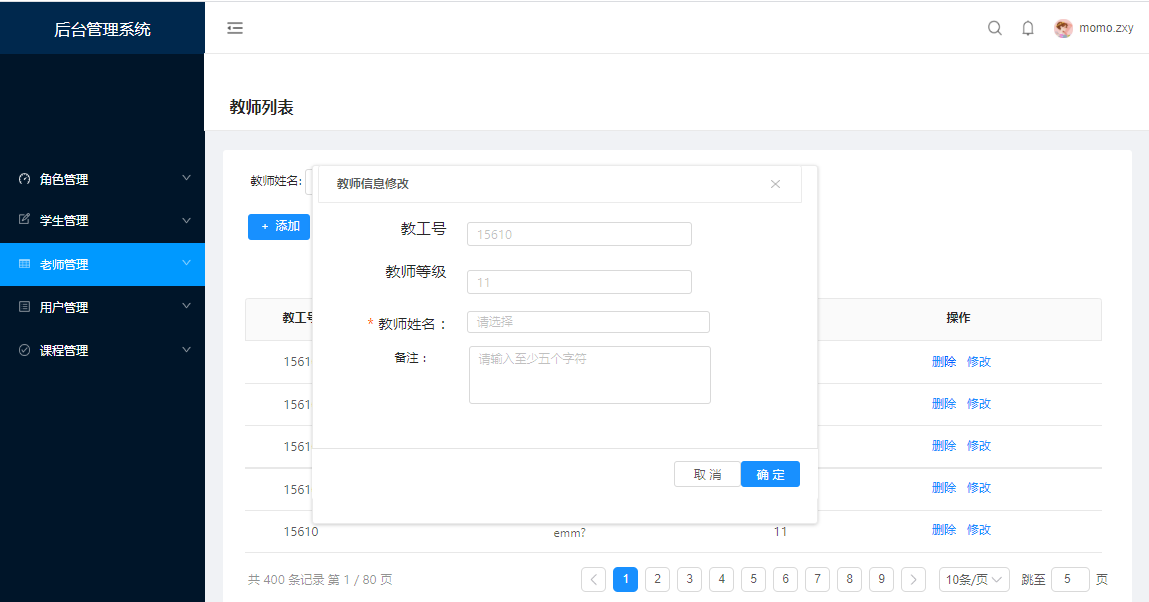 后台管理系统
momo.zxy
教师列表
角色管理
学生管理
老师管理
用户管理
课程管理
教师姓名:
+ 添加
教师信息修改
教工号 15610
教师等级 11
* 教师姓名： 请选择
备注： 请输入至少五个字符
取 消 确 定
教工号 操作
1561 删除 修改
1561 删除 修改
1561 删除 修改
1561 删除 修改
15610 emm? 11 删除 修改
共 400 条记录 第 1 / 80 页 1 2 3 4 5 6 7 8 9 10条/页 跳至 5 页